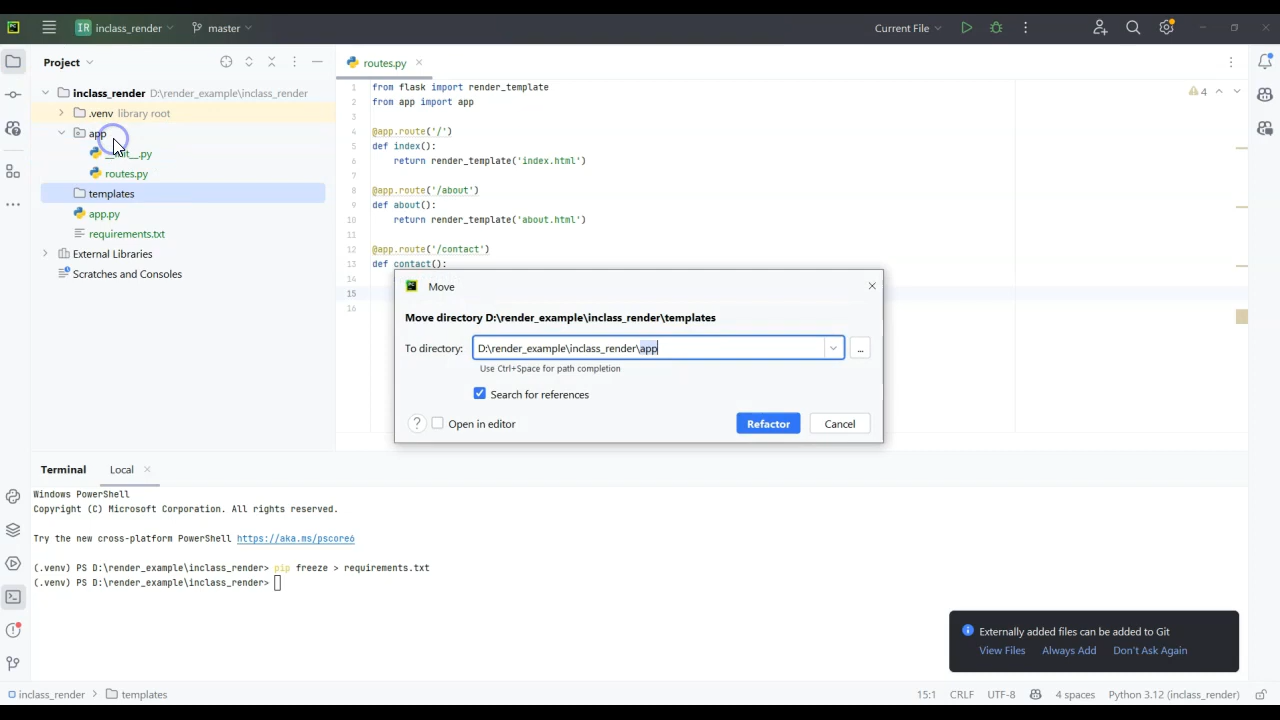 IR inclass_render master Current File
Project
routes.py
inclass_render D:\render_example\inclass_render
.venv library root
app
routes.py
templates
app.py
requirements.txt
External Libraries
Scratches and Consoles
4
1 from flask import render_template
2 from app import app
3
4 @app.route('/')
5 def index():
6 return render_template('index.html')
7
8 @app.route('/about')
9 def about():
10 return render_template('about.html')
11
12 @app.route('/contact')
13 def contact():
14
15
16
Move
Move directory D:\render_example\inclass_render\templates
To directory: D:\render_example\inclass_render\app ...
Use Ctrl+Space for path completion
Search for references
? Open in editor Refactor Cancel
Terminal Local
Windows PowerShell
Copyright (C) Microsoft Corporation. All rights reserved.
Try the new cross-platform PowerShell https://aka.ms/pscore6
(.venv) PS D:\render_example\inclass_render> pip freeze > requirements.txt
(.venv) PS D:\render_example\inclass_render>
Externally added files can be added to Git
View Files Always Add Don't Ask Again
inclass_render > templates 15:1 CRLF UTF-8 4 spaces Python 3.12 (inclass_render)